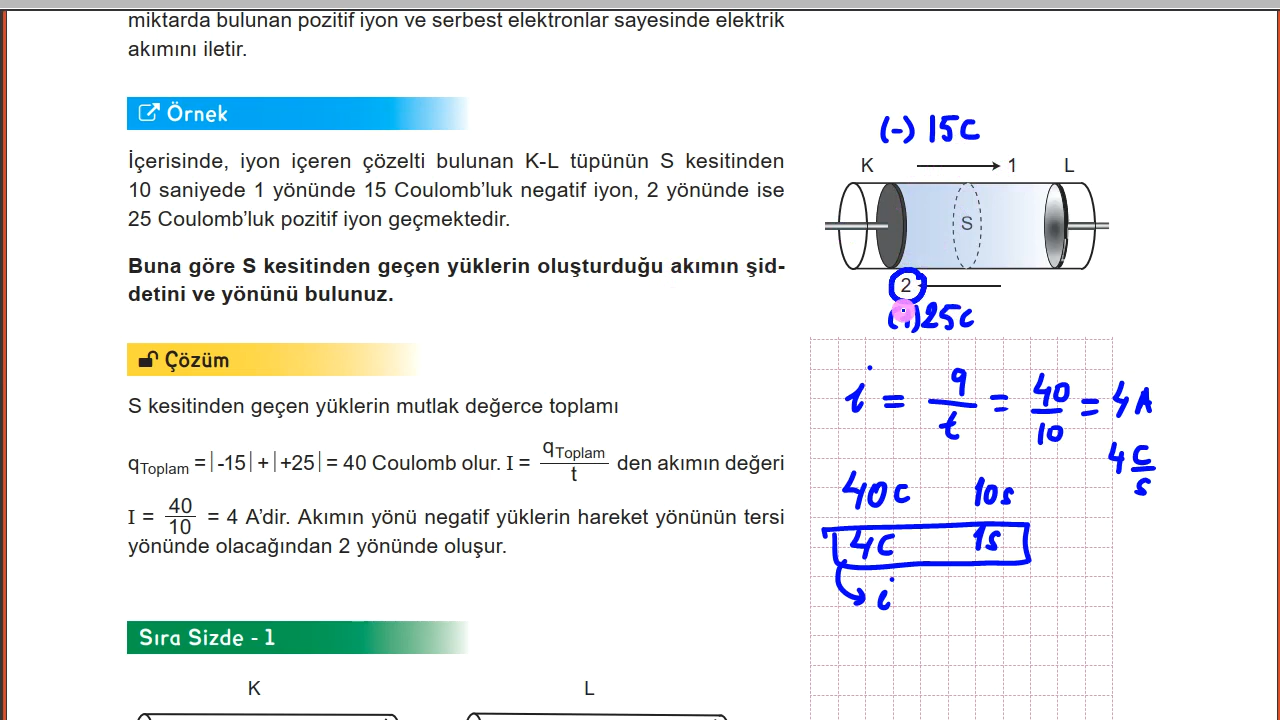 miktarda bulunan pozitif iyon ve serbest elektronlar sayesinde elektrik
akımını iletir.
Örnek
İçerisinde, iyon içeren çözelti bulunan K-L tüpünün S kesitinden
10 saniyede 1 yönünde 15 Coulomb’luk negatif iyon, 2 yönünde ise
25 Coulomb’luk pozitif iyon geçmektedir.
Buna göre S kesitinden geçen yüklerin oluşturduğu akımın şid-
detini ve yönünü bulunuz.
(-) 15C
K 1 L
S
2
25C
Çözüm
S kesitinden geçen yüklerin mutlak değerce toplamı
qToplam = |-15| + |+25| = 40 Coulomb olur. I = qToplam / t den akımın değeri
I = 40/10 = 4 A’dir. Akımın yönü negatif yüklerin hareket yönünün tersi
yönünde olacağından 2 yönünde oluşur.
i = q/t = 40/10 = 4A
4 C/s
40C 10s
4C 1s
i
Sıra Sizde - 1
K L